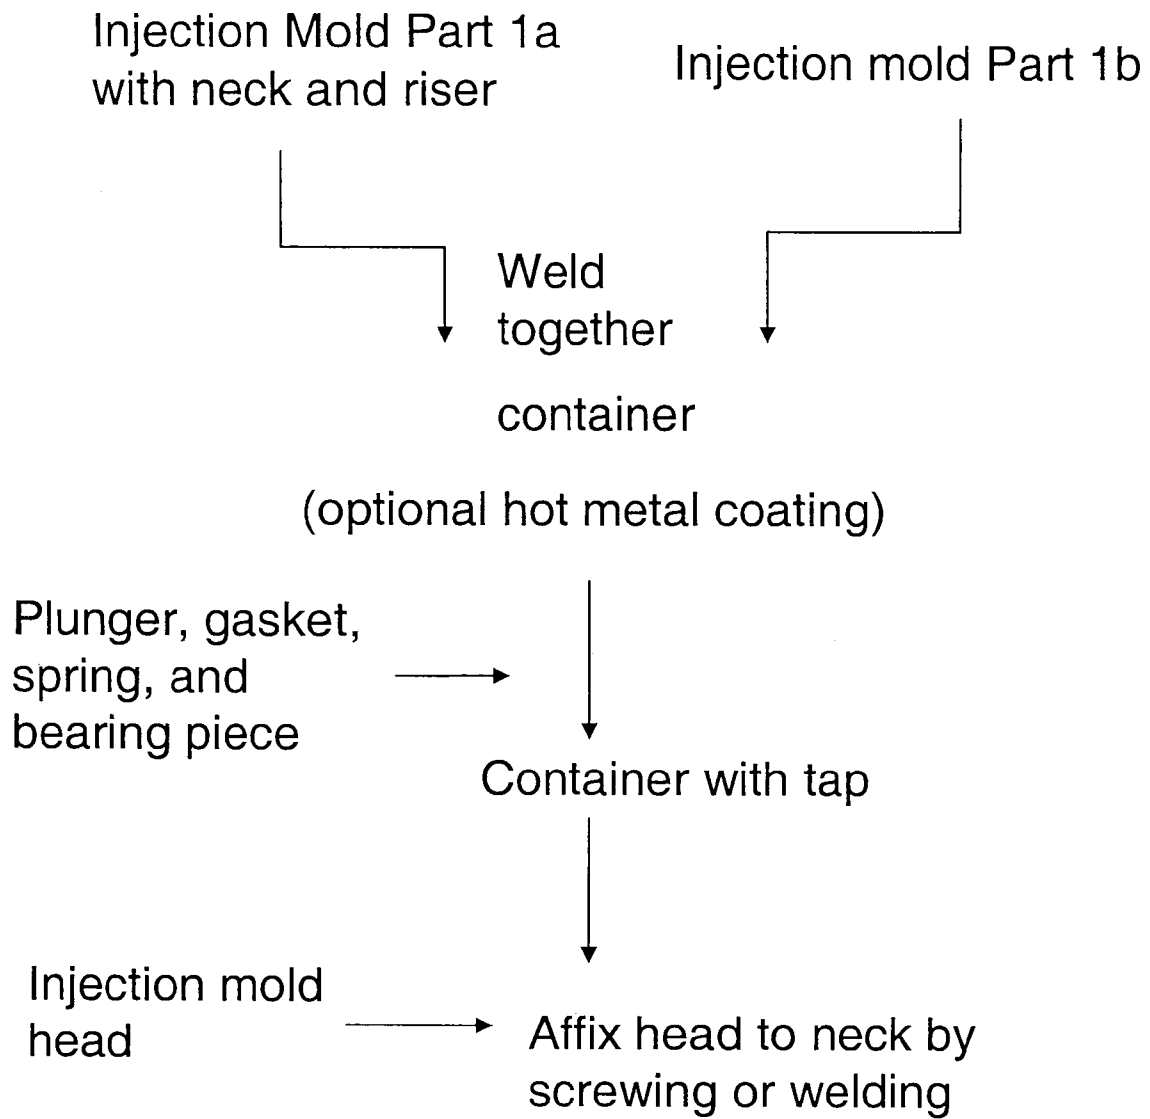 Injection Mold Part 1a
with neck and riser
Injection mold Part 1b
Weld
together
container
(optional hot metal coating)
Plunger, gasket,
spring, and
bearing piece
Container with tap
Injection mold
head
Affix head to neck by
screwing or welding